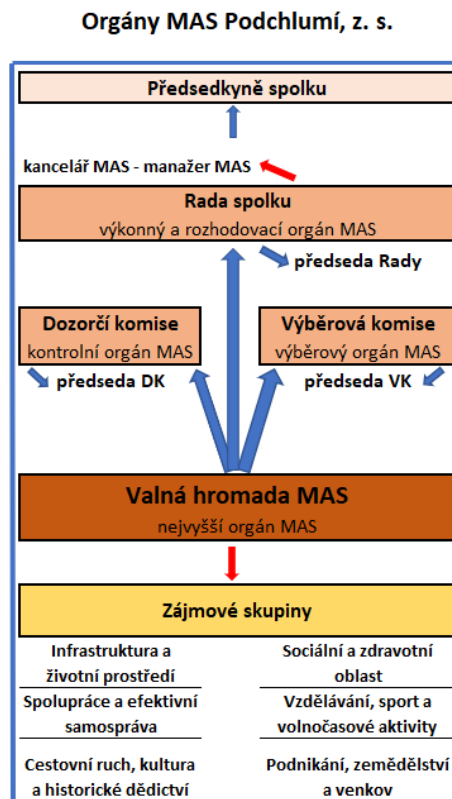 Orgány MAS Podchlumí, z. s.
Předsedkyně spolku
kancelář MAS - manažer MAS
Rada spolku
výkonný a rozhodovací orgán MAS
předseda Rady
Dozorčí komise
kontrolní orgán MAS
předseda DK
Výběrová komise
výběrový orgán MAS
předseda VK
Valná hromada MAS
nejvyšší orgán MAS
Zájmové skupiny
Infrastruktura a
životní prostředí
Sociální a zdravotní
oblast
Spolupráce a efektivní
samospráva
Vzdělávání, sport a
volnočasové aktivity
Cestovní ruch, kultura
a historické dědictví
Podnikání, zemědělství
a venkov